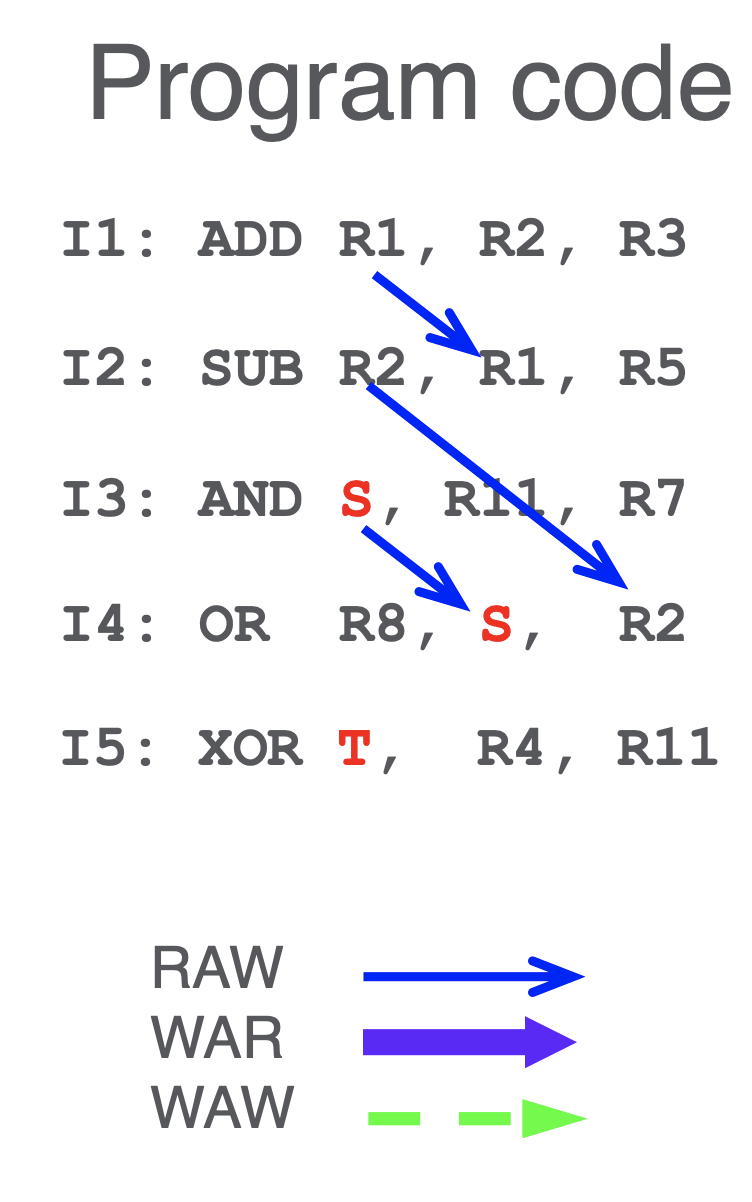 Program code
I1: ADD R1, R2, R3
I2: SUB R2, R1, R5
I3: AND S, R11, R7
I4: OR R8, S, R2
I5: XOR T, R4, R11
RAW
WAR
WAW